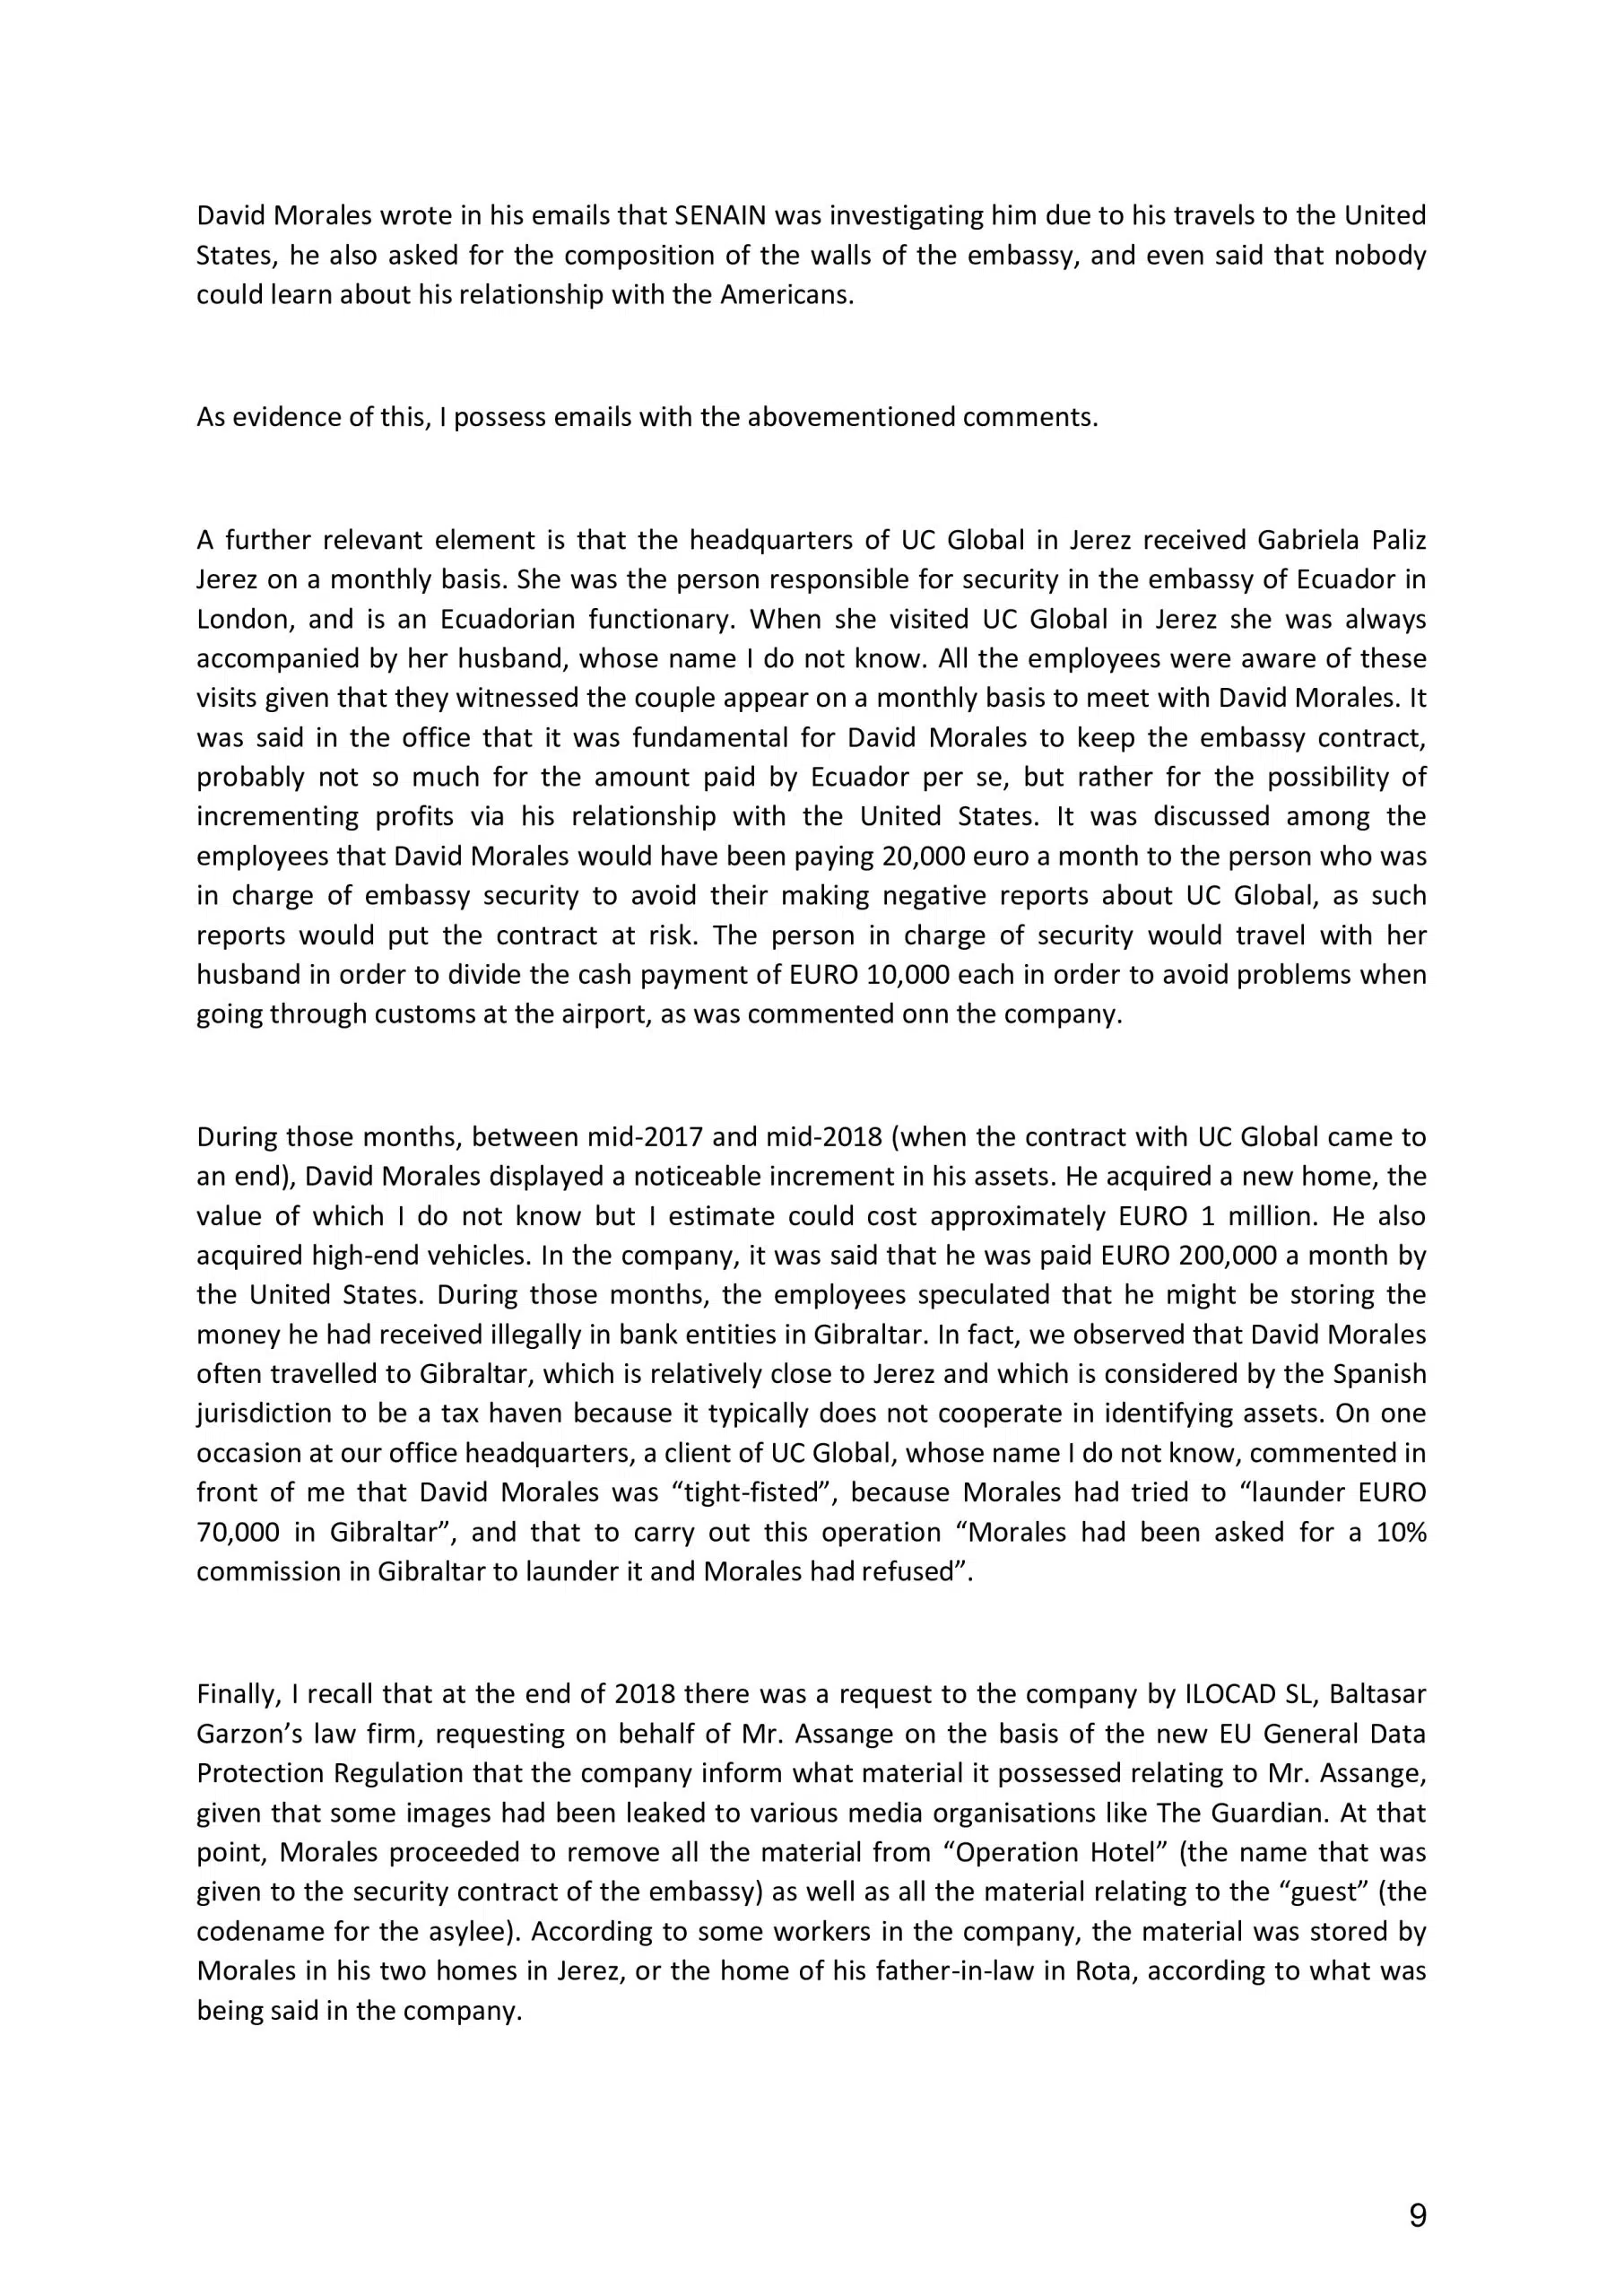 David Morales wrote in his emails that SENAIN was investigating him due to his travels to the United
States, he also asked for the composition of the walls of the embassy, and even said that nobody
could learn about his relationship with the Americans.
As evidence of this, I possess emails with the abovementioned comments.
A further relevant element is that the headquarters of UC Global in Jerez received Gabriela Paliz
Jerez on a monthly basis. She was the person responsible for security in the embassy of Ecuador in
London, and is an Ecuadorian functionary. When she visited UC Global in Jerez she was always
accompanied by her husband, whose name I do not know. All the employees were aware of these
visits given that they witnessed the couple appear on a monthly basis to meet with David Morales. It
was said in the office that it was fundamental for David Morales to keep the embassy contract,
probably not so much for the amount paid by Ecuador per se, but rather for the possibility of
incrementing profits via his relationship with the United States. It was discussed among the
employees that David Morales would have been paying 20,000 euro a month to the person who was
in charge of embassy security to avoid their making negative reports about UC Global, as such
reports would put the contract at risk. The person in charge of security would travel with her
husband in order to divide the cash payment of EURO 10,000 each in order to avoid problems when
going through customs at the airport, as was commented onn the company.
During those months, between mid-2017 and mid-2018 (when the contract with UC Global came to
an end), David Morales displayed a noticeable increment in his assets. He acquired a new home, the
value of which I do not know but I estimate could cost approximately EURO 1 million. He also
acquired high-end vehicles. In the company, it was said that he was paid EURO 200,000 a month by
the United States. During those months, the employees speculated that he might be storing the
money he had received illegally in bank entities in Gibraltar. In fact, we observed that David Morales
often travelled to Gibraltar, which is relatively close to Jerez and which is considered by the Spanish
jurisdiction to be a tax haven because it typically does not cooperate in identifying assets. On one
occasion at our office headquarters, a client of UC Global, whose name I do not know, commented in
front of me that David Morales was “tight-fisted”, because Morales had tried to “launder EURO
70,000 in Gibraltar”, and that to carry out this operation “Morales had been asked for a 10%
commission in Gibraltar to launder it and Morales had refused”.
Finally, I recall that at the end of 2018 there was a request to the company by ILOCAD SL, Baltasar
Garzon’s law firm, requesting on behalf of Mr. Assange on the basis of the new EU General Data
Protection Regulation that the company inform what material it possessed relating to Mr. Assange,
given that some images had been leaked to various media organisations like The Guardian. At that
point, Morales proceeded to remove all the material from “Operation Hotel” (the name that was
given to the security contract of the embassy) as well as all the material relating to the “guest” (the
codename for the asylee). According to some workers in the company, the material was stored by
Morales in his two homes in Jerez, or the home of his father-in-law in Rota, according to what was
being said in the company.
9